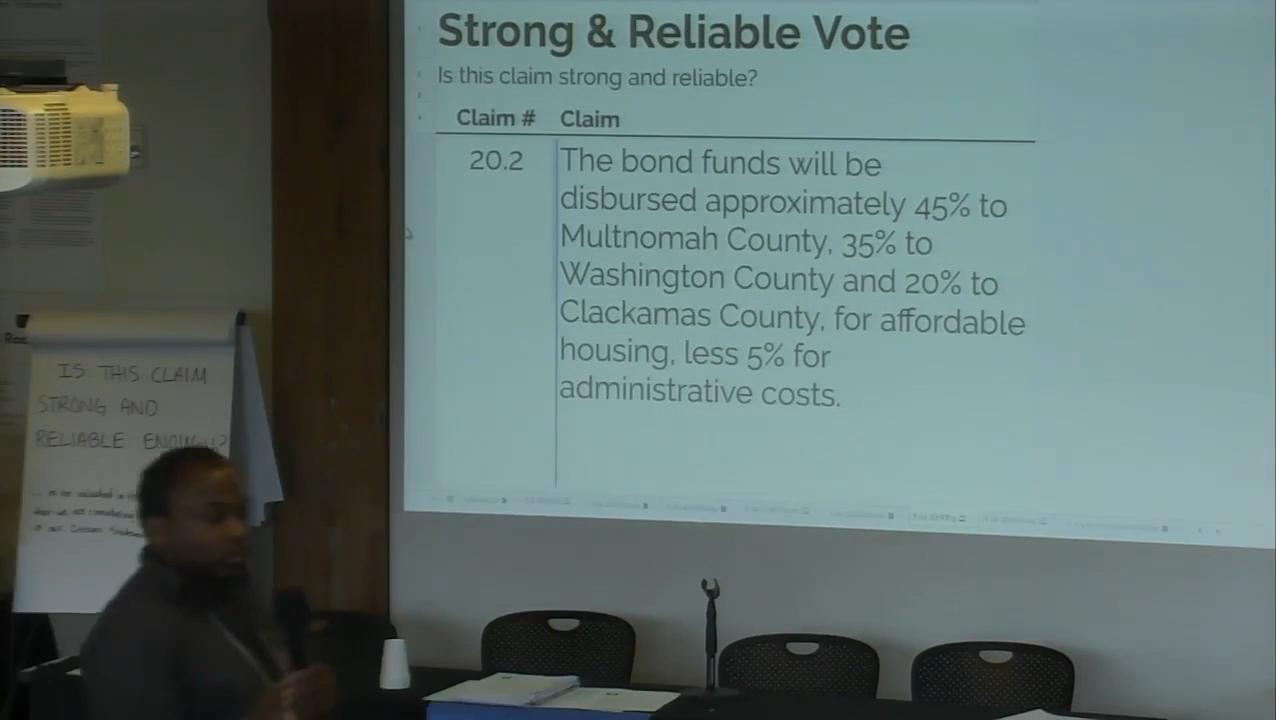 Strong & Reliable Vote
Is this claim strong and reliable?
Claim # Claim
20.2 The bond funds will be
disbursed approximately 45% to
Multnomah County, 35% to
Washington County and 20% to
Clackamas County, for affordable
housing, less 5% for
administrative costs.
IS THIS CLAIM
STRONG AND
RELIABLE ENOUGH?